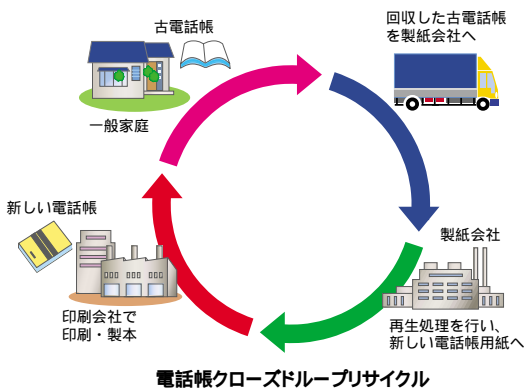 古電話帳
一般家庭
回収した古電話帳
を製紙会社へ
製紙会社
再生処理を行い、
新しい電話帳用紙へ
新しい電話帳
印刷会社で
印刷・製本
電話帳クローズドループリサイクル